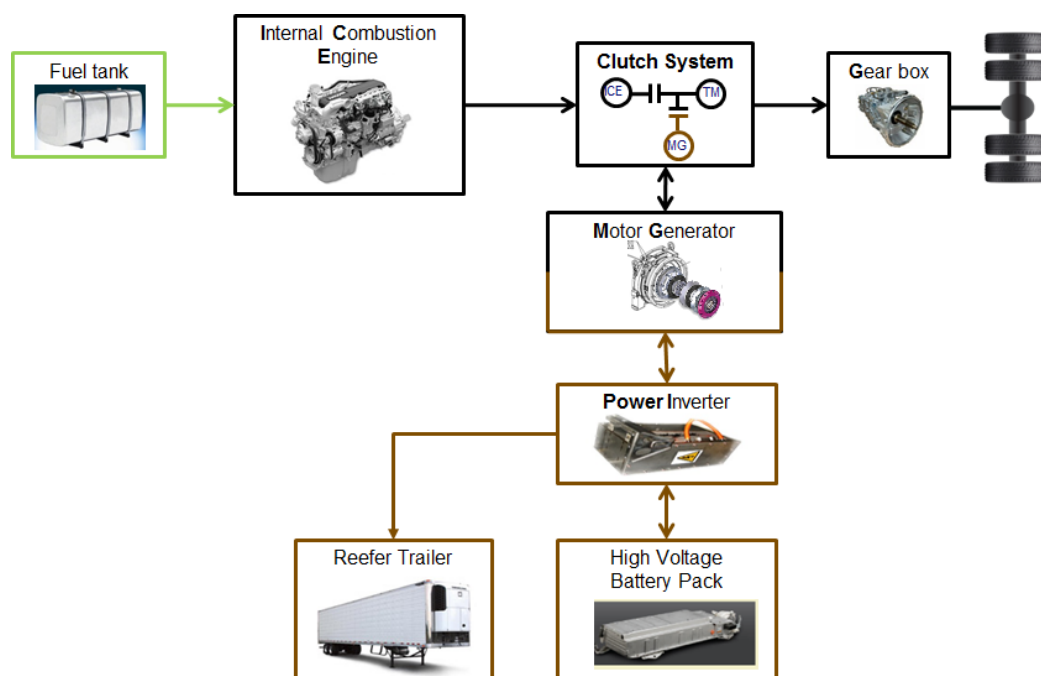 Fuel tank
Internal Combustion
Engine
Clutch System
ICE
TM
MG
Gear box
Motor Generator
Power Inverter
Reefer Trailer
High Voltage
Battery Pack